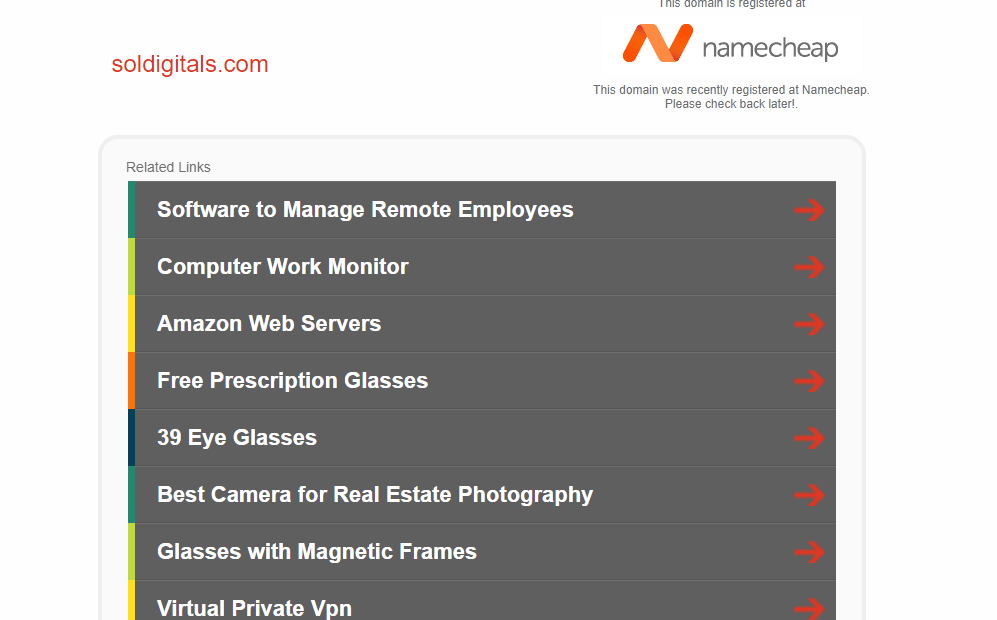 This domain is registered at
namecheap
soldigitals.com
This domain was recently registered at Namecheap.
Please check back later!.
Related Links
Software to Manage Remote Employees
Computer Work Monitor
Amazon Web Servers
Free Prescription Glasses
39 Eye Glasses
Best Camera for Real Estate Photography
Glasses with Magnetic Frames
Virtual Private Vpn